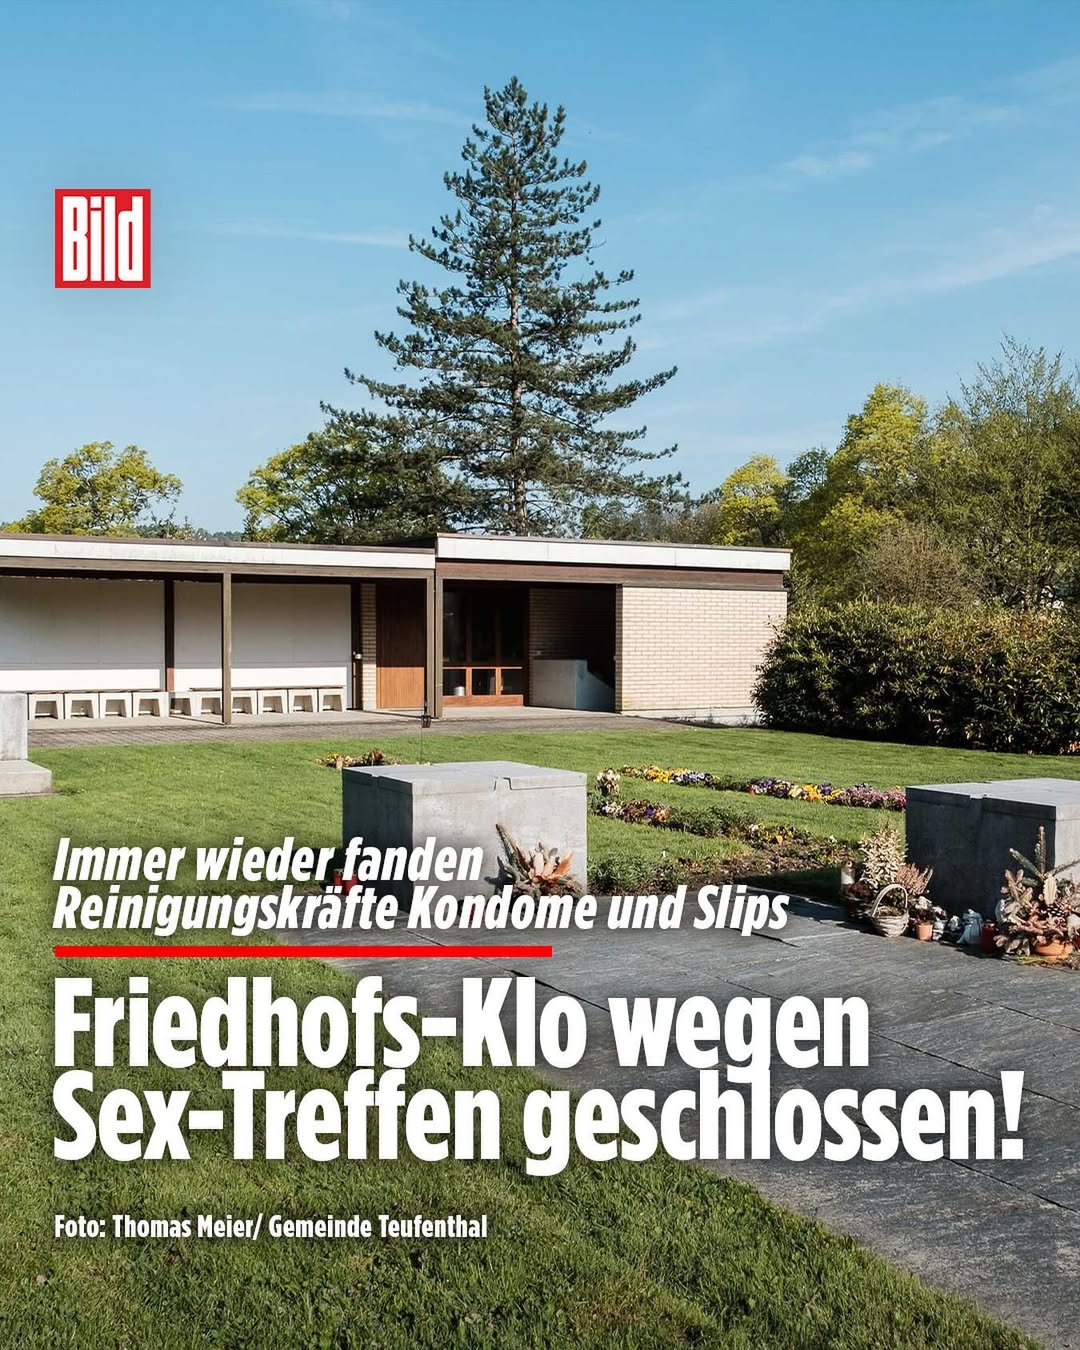 Bild
Immer wieder fanden
Reinigungskräfte Kondome und Slips
Friedhofs-Klo wegen
Sex-Treffen geschlossen!
Foto: Thomas Meier/ Gemeinde Teufenthal